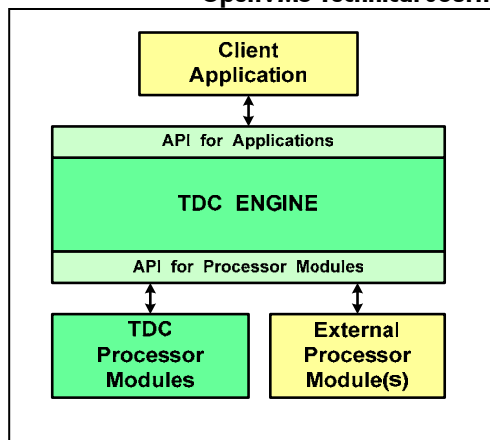 Client
Application
API for Applications
TDC ENGINE
API for Processor Modules
TDC
Processor
Modules
External
Processor
Module(s)